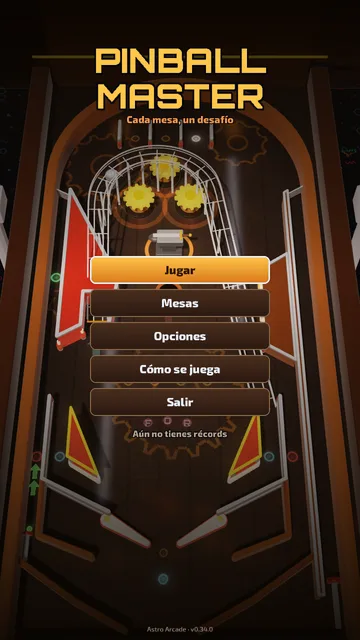 PINBALL
MASTER
Cada mesa, un desafío
Jugar
Mesas
Opciones
Cómo se juega
Salir
Aún no tienes récords
Astro Arcade · v0.34.0